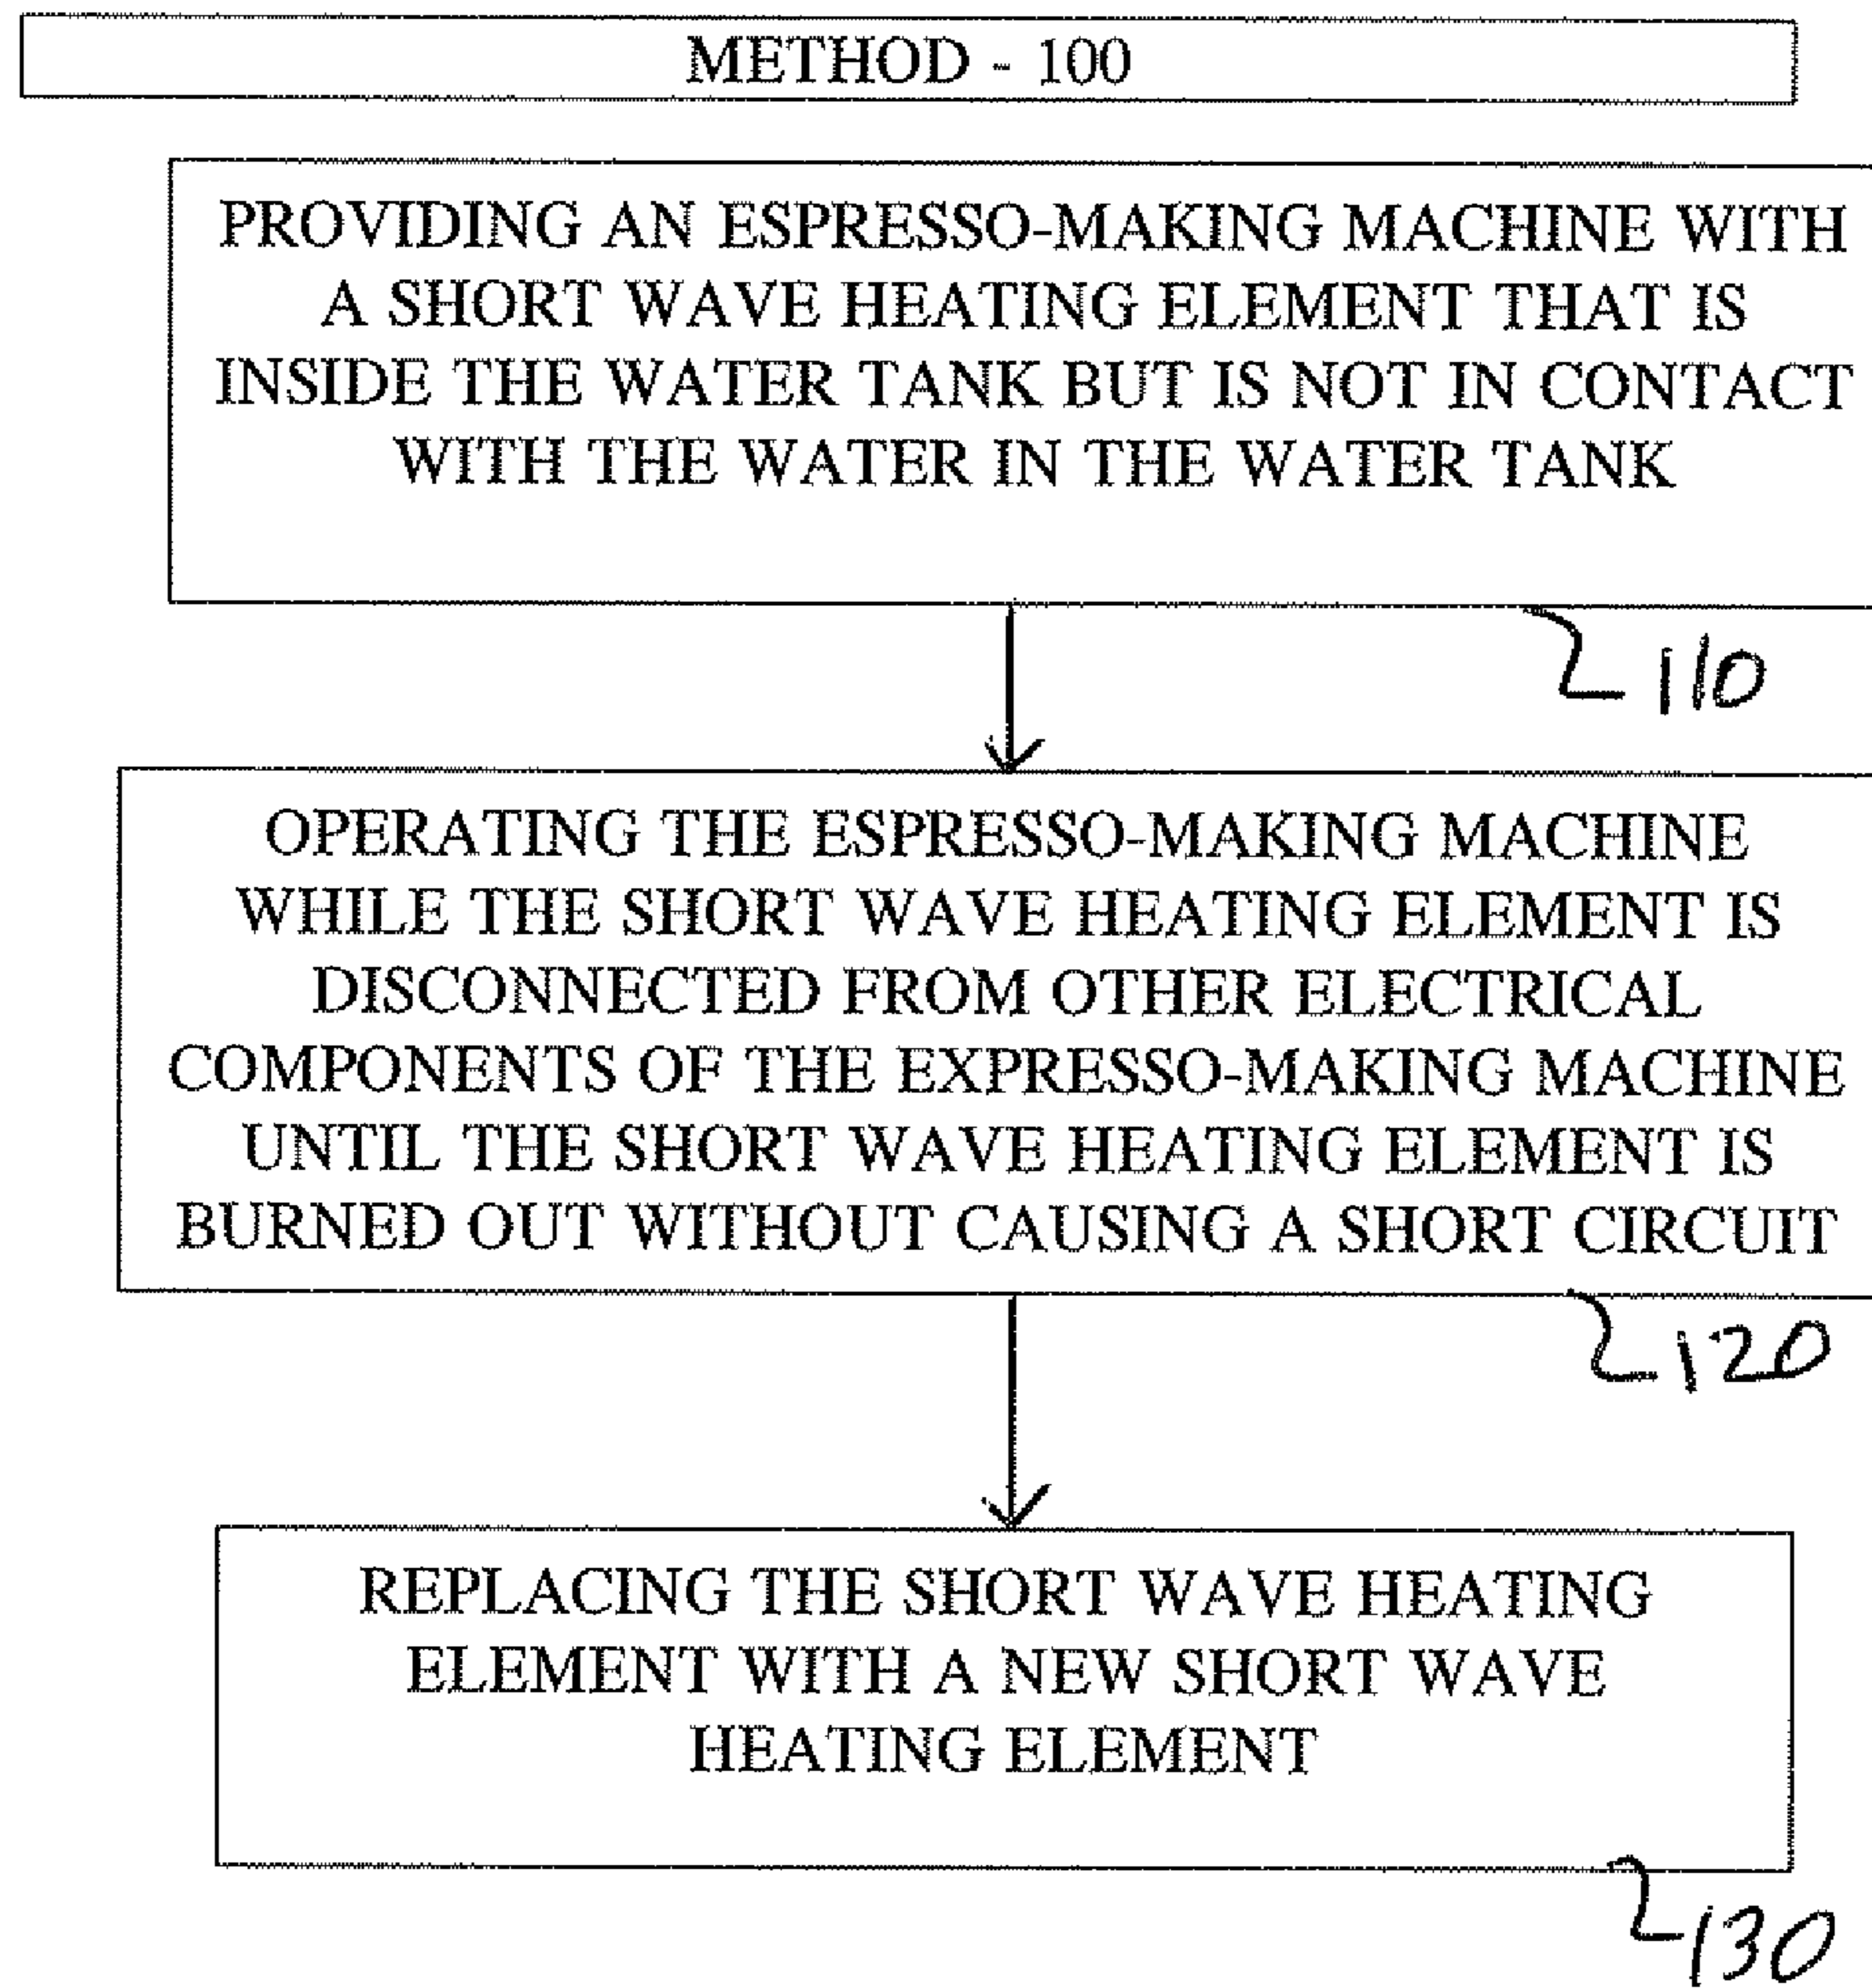 METHOD - 100
PROVIDING AN ESPRESSO-MAKING MACHINE WITH
A SHORT WAVE HEATING ELEMENT THAT IS
INSIDE THE WATER TANK BUT IS NOT IN CONTACT
WITH THE WATER IN THE WATER TANK
110
OPERATING THE ESPRESSO-MAKING MACHINE
WHILE THE SHORT WAVE HEATING ELEMENT IS
DISCONNECTED FROM OTHER ELECTRICAL
COMPONENTS OF THE EXPRESSO-MAKING MACHINE
UNTIL THE SHORT WAVE HEATING ELEMENT IS
BURNED OUT WITHOUT CAUSING A SHORT CIRCUIT
120
REPLACING THE SHORT WAVE HEATING
ELEMENT WITH A NEW SHORT WAVE
HEATING ELEMENT
130